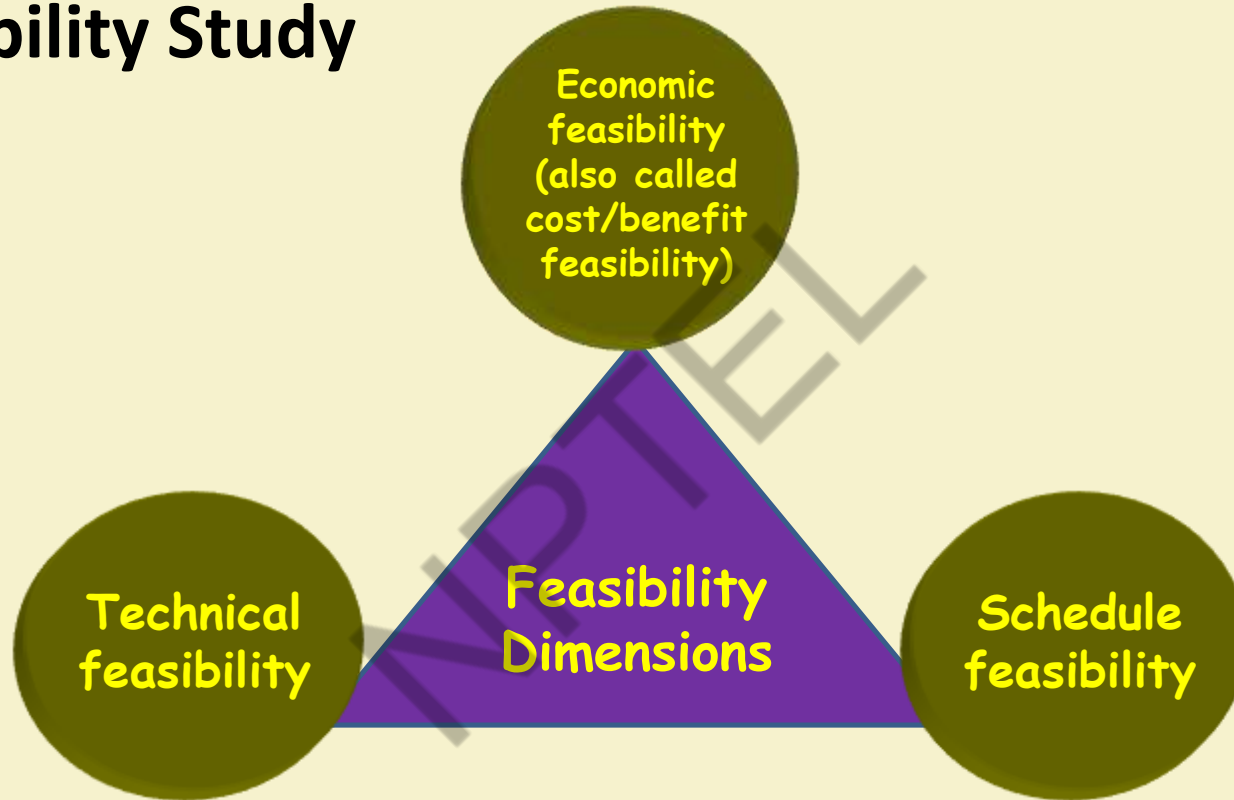 bility Study
Economic
feasibility
(also called
cost/benefit
feasibility)
Feasibility
Dimensions
Technical
feasibility
Schedule
feasibility
NPTEL